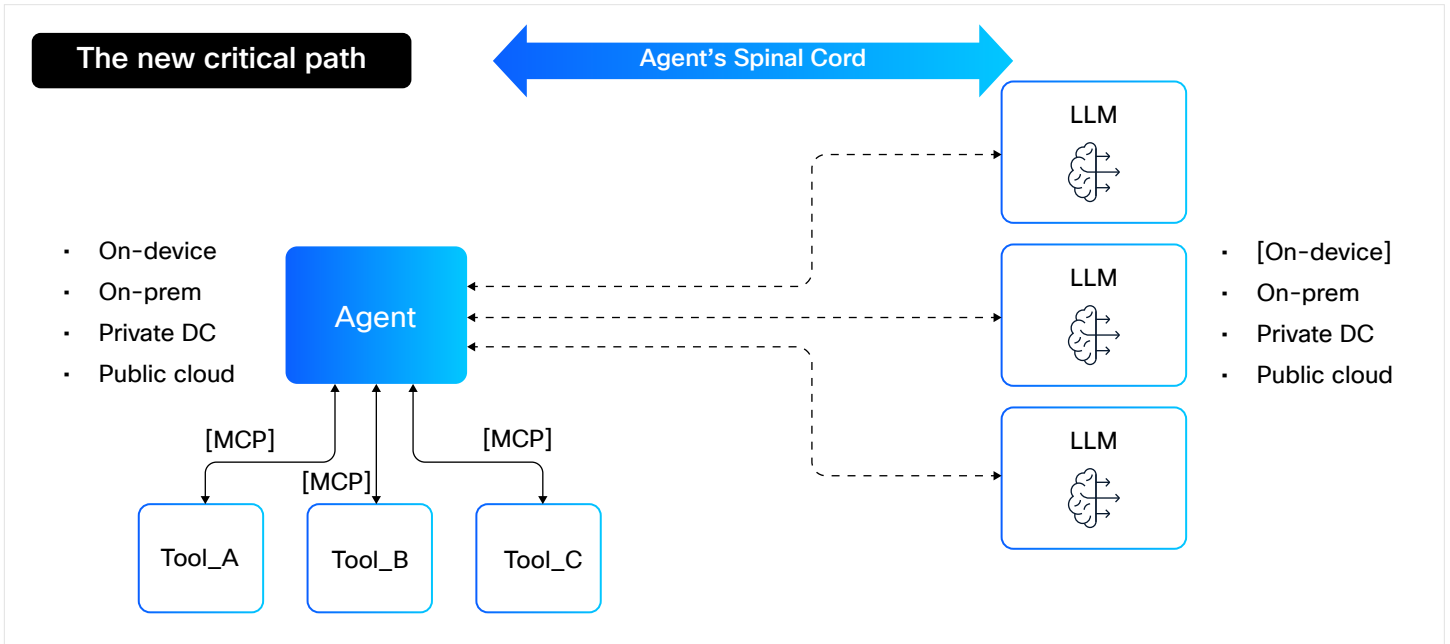 The new critical path
Agent's Spinal Cord
LLM
· On-device
· On-prem
· Private DC
· Public cloud
Agent
LLM
· [On-device]
· On-prem
· Private DC
· Public cloud
LLM
[MCP]
[MCP]
[MCP]
Tool_A
Tool_B
Tool_C